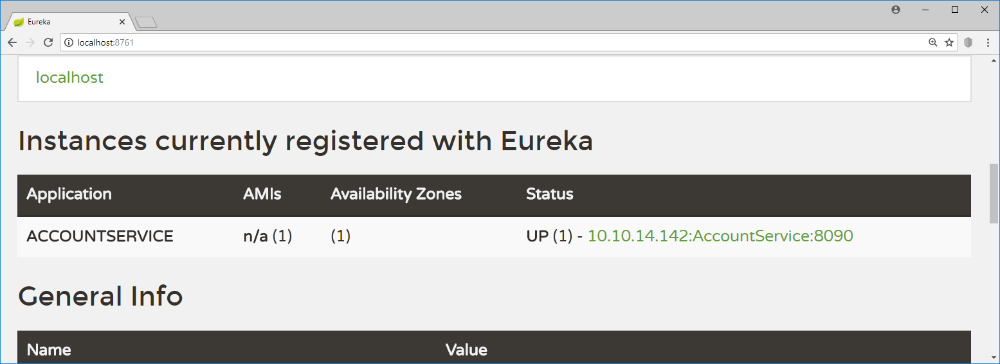 Eureka
localhost:8761
localhost
Instances currently registered with Eureka
Application AMIs Availability Zones Status
ACCOUNTSERVICE n/a (1) (1) UP (1) - 10.10.14.142:AccountService:8090
General Info
Name Value